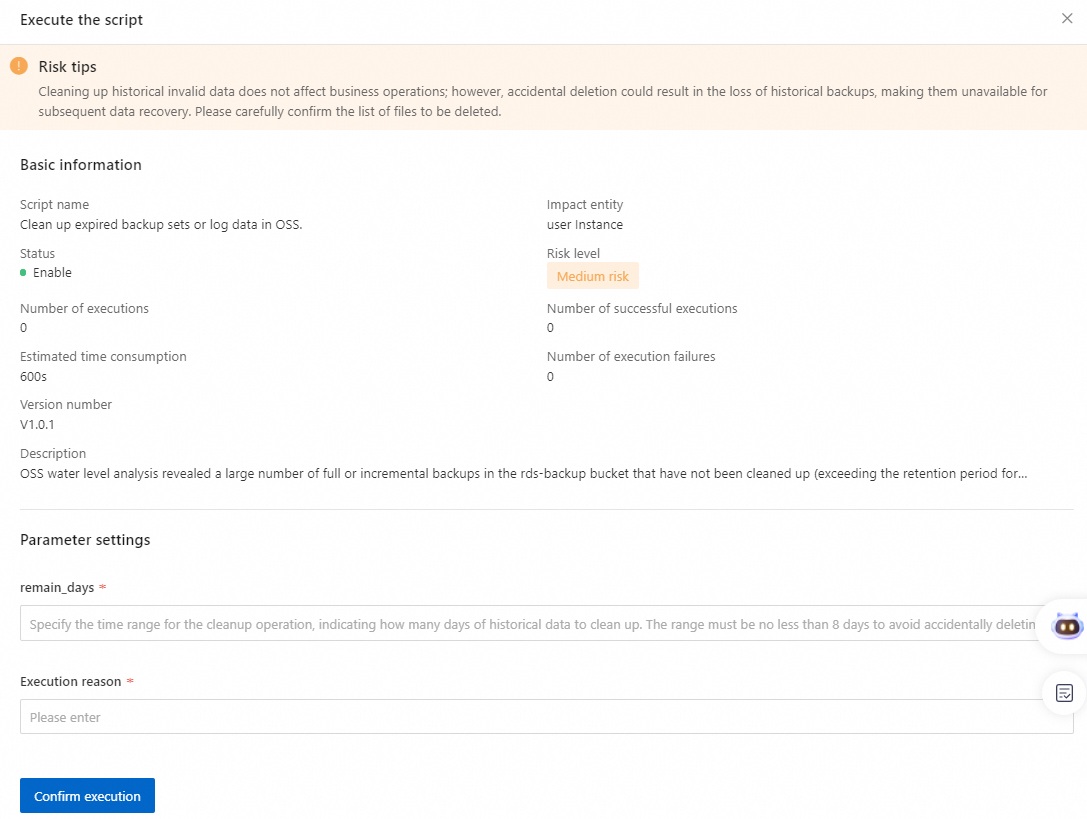 Execute the script
Risk tips
Cleaning up historical invalid data does not affect business operations; however, accidental deletion could result in the loss of historical backups, making them unavailable for
subsequent data recovery. Please carefully confirm the list of files to be deleted.
Basic information
Script name
Clean up expired backup sets or log data in OSS.
Impact entity
user Instance
Status
Enable
Risk level
Medium risk
Number of executions
0
Number of successful executions
0
Estimated time consumption
600s
Number of execution failures
0
Version number
V1.0.1
Description
OSS water level analysis revealed a large number of full or incremental backups in the rds-backup bucket that have not been cleaned up (exceeding the retention period for...
Parameter settings
remain_days *
Specify the time range for the cleanup operation, indicating how many days of historical data to clean up. The range must be no less than 8 days to avoid accidentally deletin
Execution reason *
Please enter
Confirm execution